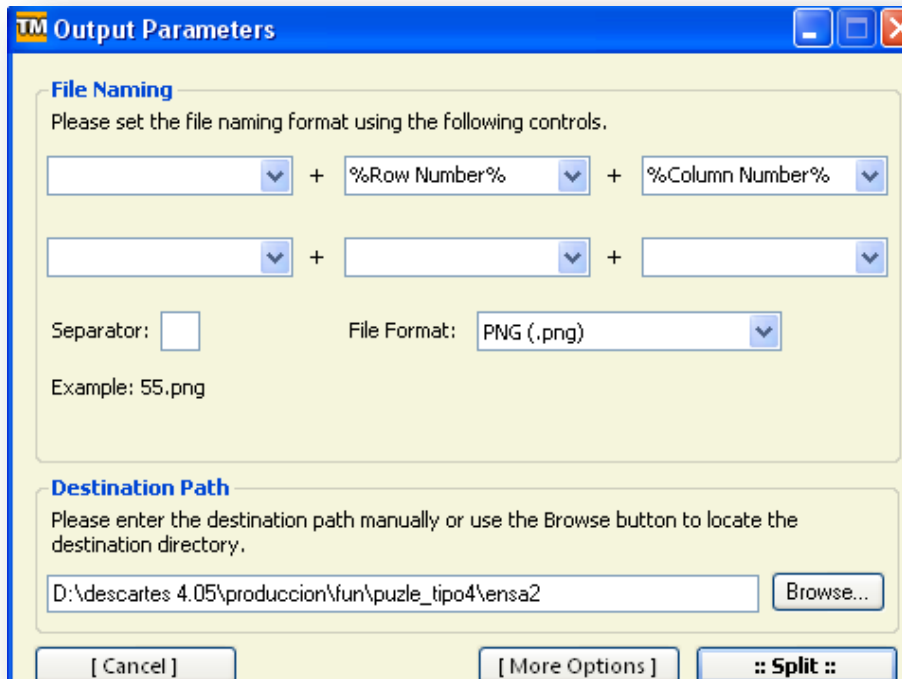 TM Output Parameters
File Naming
Please set the file naming format using the following controls.
+ %Row Number% + %Column Number%
+ +
Separator: File Format: PNG (.png)
Example: 55.png
Destination Path
Please enter the destination path manually or use the Browse button to locate the
destination directory.
D:\descartes 4.05\produccion\fun\puzle_tipo4\ensa2 Browse...
[ Cancel ] [ More Options ] :: Split ::